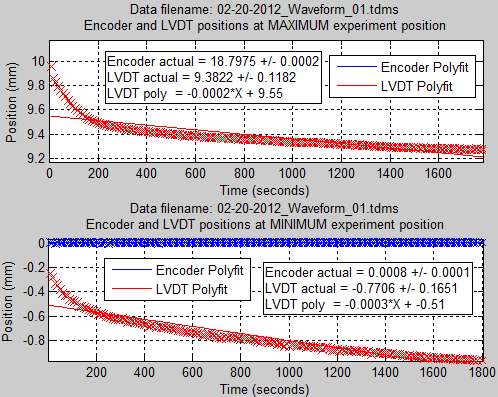 Data filename: 02-20-2012_Waveform_01.tdms
Encoder and LVDT positions at MAXIMUM experiment position
Position (mm)
10
9.8
9.6
9.4
9.2
Encoder actual = 18.7975 +/- 0.0002
LVDT actual = 9.3822 +/- 0.1182
LVDT poly = -0.0002*X + 9.55
Encoder Polyfit
LVDT Polyfit
0 200 400 600 800 1000 1200 1400 1600
Time (seconds)
Data filename: 02-20-2012_Waveform_01.tdms
Encoder and LVDT positions at MINIMUM experiment position
Position (mm)
0
-0.2
-0.4
-0.6
-0.8
Encoder Polyfit
LVDT Polyfit
Encoder actual = 0.0008 +/- 0.0001
LVDT actual = -0.7706 +/- 0.1651
LVDT poly = -0.0003*X + -0.51
200 400 600 800 1000 1200 1400 1600 1800
Time (seconds)